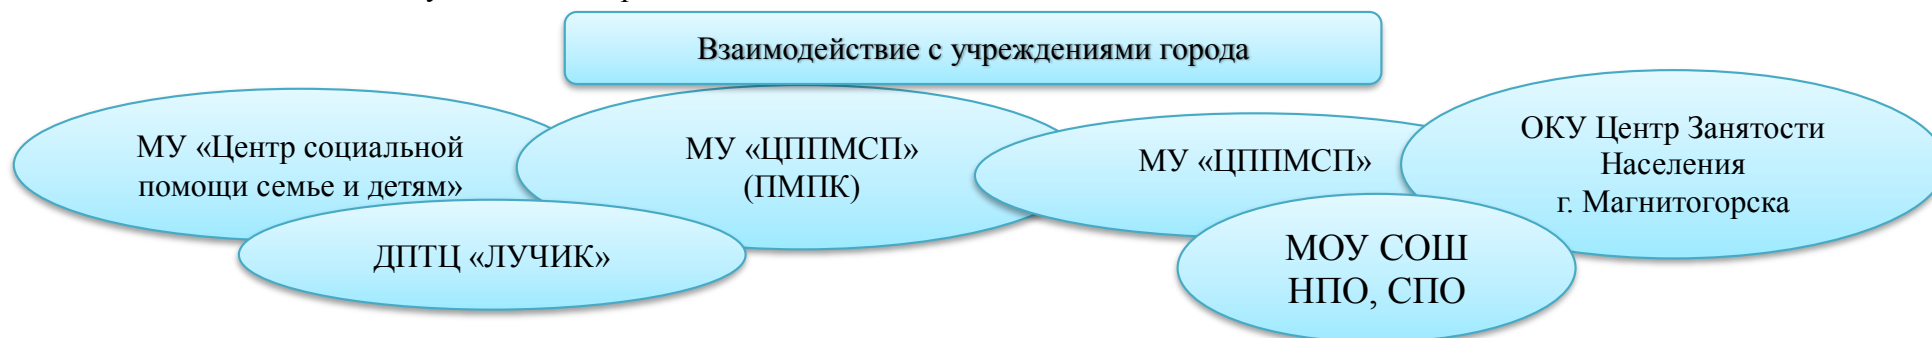 Взаимодействие с учреждениями города
МУ «Центр социальной
помощи семье и детям»
МУ «ЦППМСП»
(ПМПК)
МУ «ЦППМСП»
ОКУ Центр Занятости
Населения
г. Магнитогорска
ДПТЦ «ЛУЧИК»
МОУ СОШ
НПО, СПО